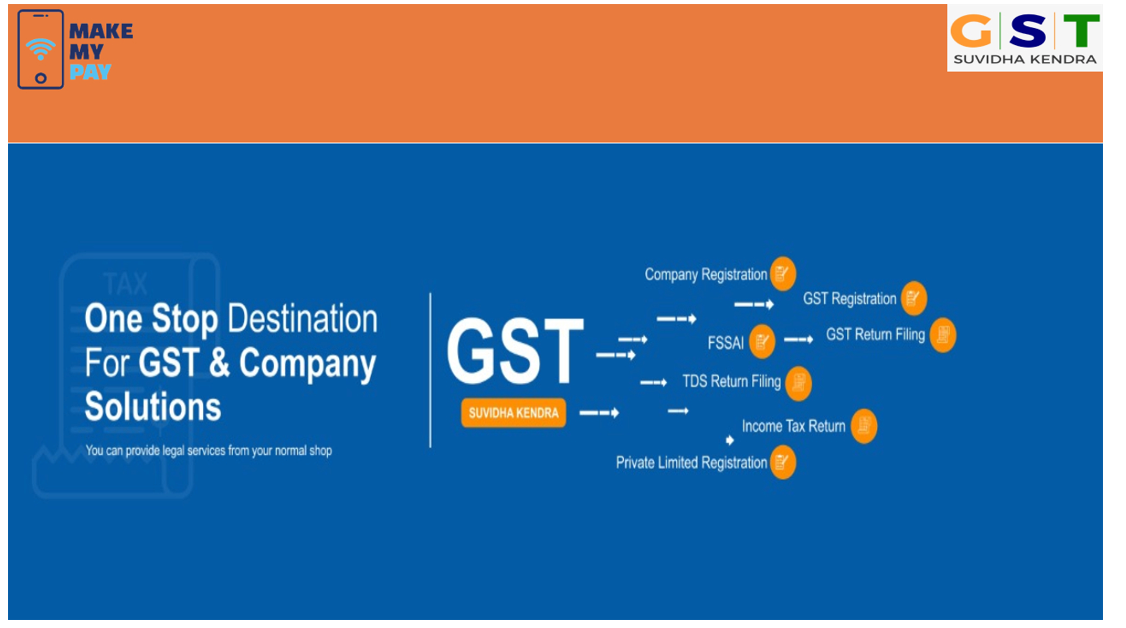 MAKE
MY
PAY
GST
SUVIDHA KENDRA
TAX
One Stop Destination
For GST & Company
Solutions
You can provide legal services from your normal shop
GST
SUVIDHA KENDRA
Company Registration
GST Registration
FSSAI
GST Return Filing
TDS Return Filing
Income Tax Return
Private Limited Registration